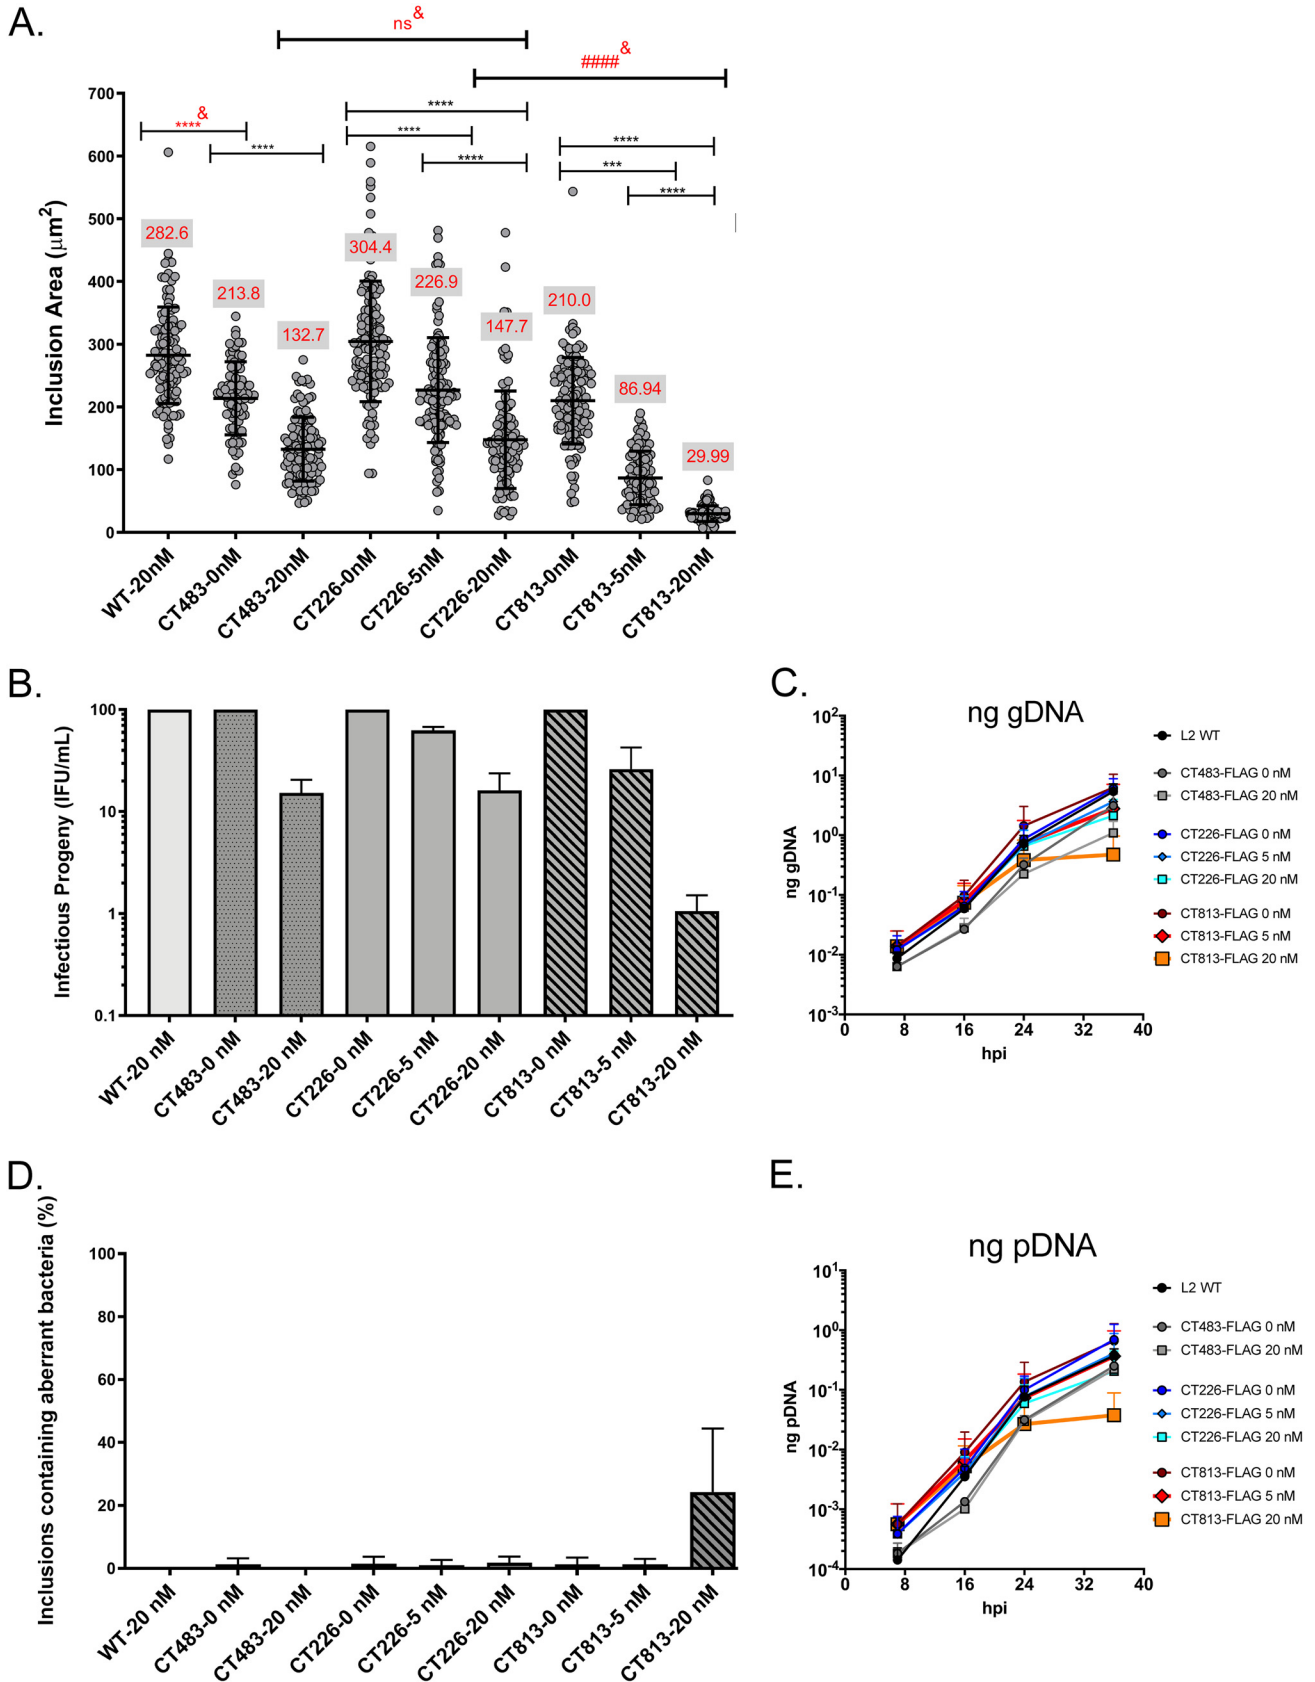 A.
ns&
####&
Inclusion Area (μm2)
700
600
500
400
300
200
100
0
****&
****
****
****
****
****
***
****
282.6
213.8
132.7
304.4
226.9
147.7
210.0
86.94
29.99
WT-20nM
CT483-0nM
CT483-20nM
CT226-0nM
CT226-5nM
CT226-20nM
CT813-0nM
CT813-5nM
CT813-20nM
B.
Infectious Progeny (IFU/mL)
100
10
1
0.1
WT-20 nM
CT483-0 nM
CT483-20 nM
CT226-0 nM
CT226-5 nM
CT226-20 nM
CT813-0 nM
CT813-5 nM
CT813-20 nM
C.
ng gDNA
ng gDNA
102
101
100
10-1
10-2
10-3
0
8
16
24
32
40
hpi
L2 WT
CT483-FLAG 0 nM
CT483-FLAG 20 nM
CT226-FLAG 0 nM
CT226-FLAG 5 nM
CT226-FLAG 20 nM
CT813-FLAG 0 nM
CT813-FLAG 5 nM
CT813-FLAG 20 nM
D.
Inclusions containing aberrant bacteria (%)
100
80
60
40
20
0
WT-20 nM
CT483-0 nM
CT483-20 nM
CT226-0 nM
CT226-5 nM
CT226-20 nM
CT813-0 nM
CT813-5 nM
CT813-20 nM
E.
ng pDNA
ng pDNA
101
100
10-1
10-2
10-3
10-4
0
8
16
24
32
40
hpi
L2 WT
CT483-FLAG 0 nM
CT483-FLAG 20 nM
CT226-FLAG 0 nM
CT226-FLAG 5 nM
CT226-FLAG 20 nM
CT813-FLAG 0 nM
CT813-FLAG 5 nM
CT813-FLAG 20 nM